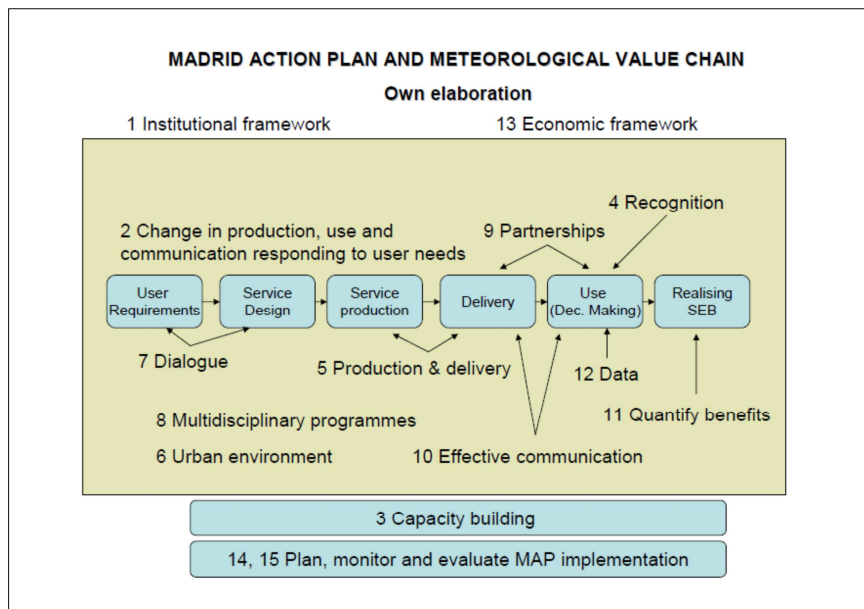 MADRID ACTION PLAN AND METEOROLOGICAL VALUE CHAIN
Own elaboration
1 Institutional framework
13 Economic framework
4 Recognition
2 Change in production, use and
communication responding to user needs
9 Partnerships
User
Requirements
Service
Design
Service
production
Delivery
Use
(Dec. Making)
Realising
SEB
7 Dialogue
5 Production & delivery
12 Data
11 Quantify benefits
8 Multidisciplinary programmes
6 Urban environment
10 Effective communication
3 Capacity building
14, 15 Plan, monitor and evaluate MAP implementation